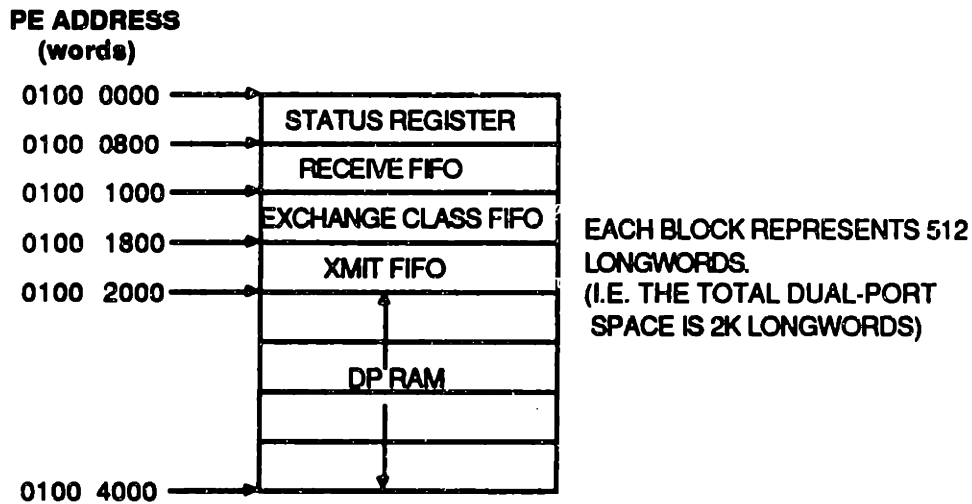 PE ADDRESS
(words)
0100 0000
STATUS REGISTER
0100 0800
RECEIVE FIFO
0100 1000
EXCHANGE CLASS FIFO
0100 1800
XMIT FIFO
0100 2000
DP RAM
0100 4000
EACH BLOCK REPRESENTS 512
LONGWORDS.
(I.E. THE TOTAL DUAL-PORT
SPACE IS 2K LONGWORDS)